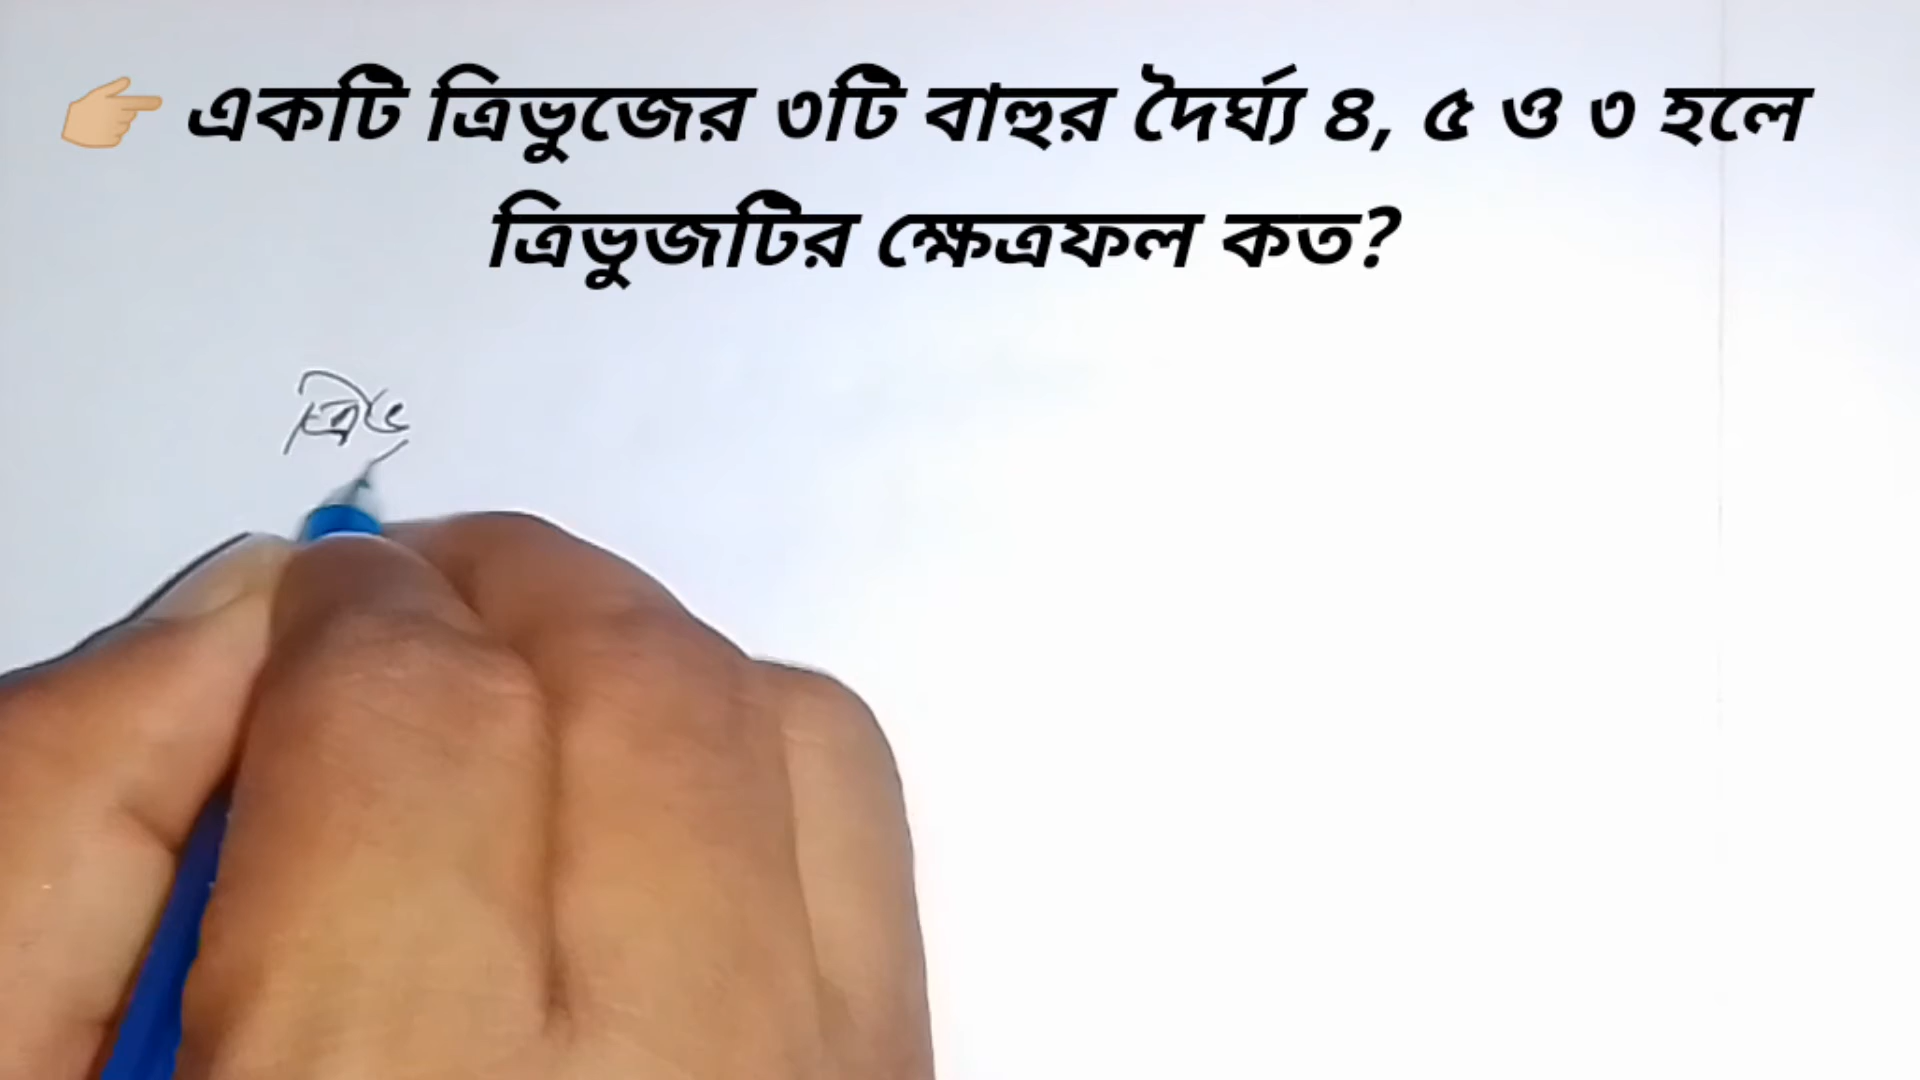 👉 একটি ত্রিভুজের ৩টি বাহুর দৈর্ঘ্য ৪, ৫ ও ৩ হলে
ত্রিভুজটির ক্ষেত্রফল কত?
ত্রিভু